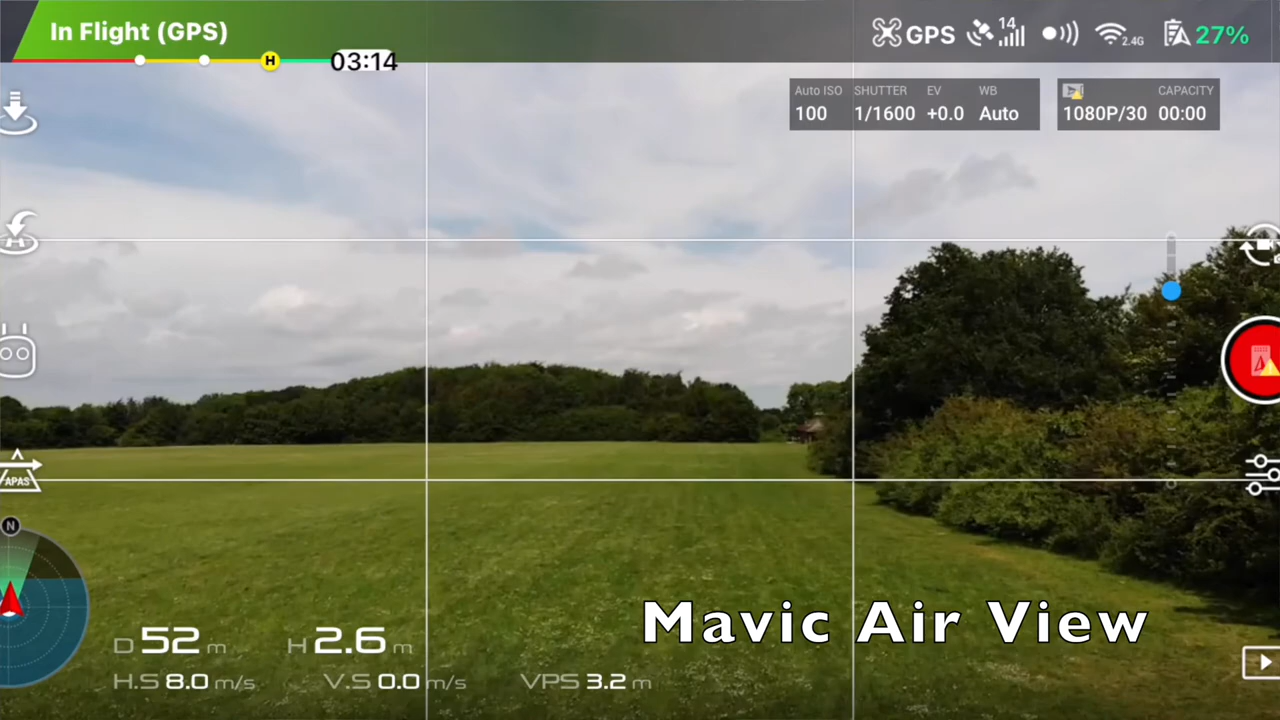 In Flight (GPS)
GPS 14 2.4G 27%
H 03:14
Auto ISO SHUTTER EV WB CAPACITY
100 1/1600 +0.0 Auto 1080P/30 00:00
APAS
N
Mavic Air View
D 52 m H 2.6 m
H.S 8.0 m/s V.S 0.0 m/s VPS 3.2 m